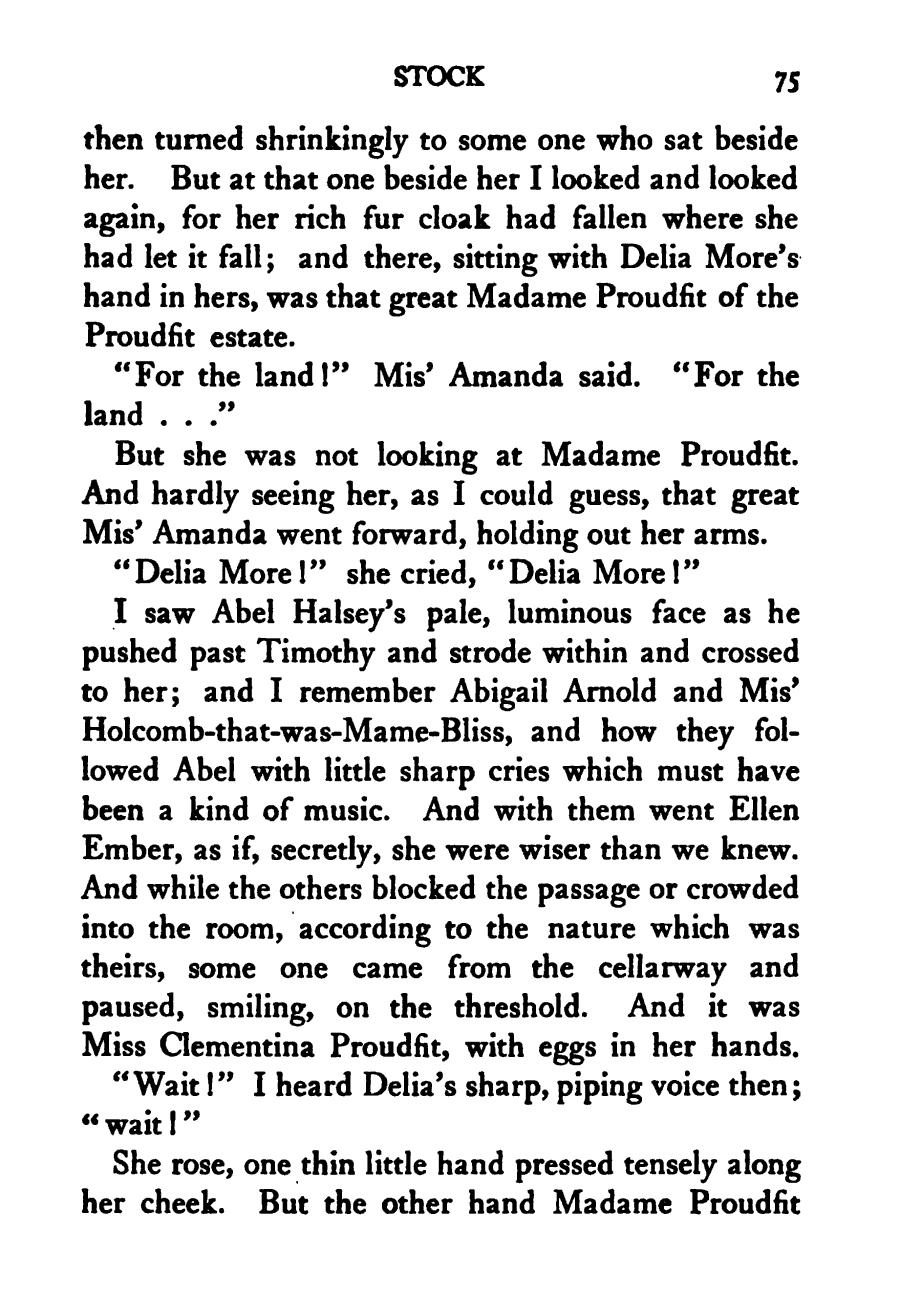 STOCK 75
then turned shrinkingly to some one who sat beside
her. But at that one beside her I looked and looked
again, for her rich fur cloak had fallen where she
had let it fall; and there, sitting with Delia More's
hand in hers, was that great Madame Proudfit of the
Proudfit estate.
"For the land!" Mis' Amanda said. "For the
land . . ."
But she was not looking at Madame Proudfit.
And hardly seeing her, as I could guess, that great
Mis' Amanda went forward, holding out her arms.
"Delia More!" she cried, "Delia More!"
I saw Abel Halsey's pale, luminous face as he
pushed past Timothy and strode within and crossed
to her; and I remember Abigail Arnold and Mis'
Holcomb-that-was-Mame-Bliss, and how they fol-
lowed Abel with little sharp cries which must have
been a kind of music. And with them went Ellen
Ember, as if, secretly, she were wiser than we knew.
And while the others blocked the passage or crowded
into the room, according to the nature which was
theirs, some one came from the cellarway and
paused, smiling, on the threshold. And it was
Miss Clementina Proudfit, with eggs in her hands.
"Wait!" I heard Delia's sharp, piping voice then;
"wait!"
She rose, one thin little hand pressed tensely along
her cheek. But the other hand Madame Proudfit